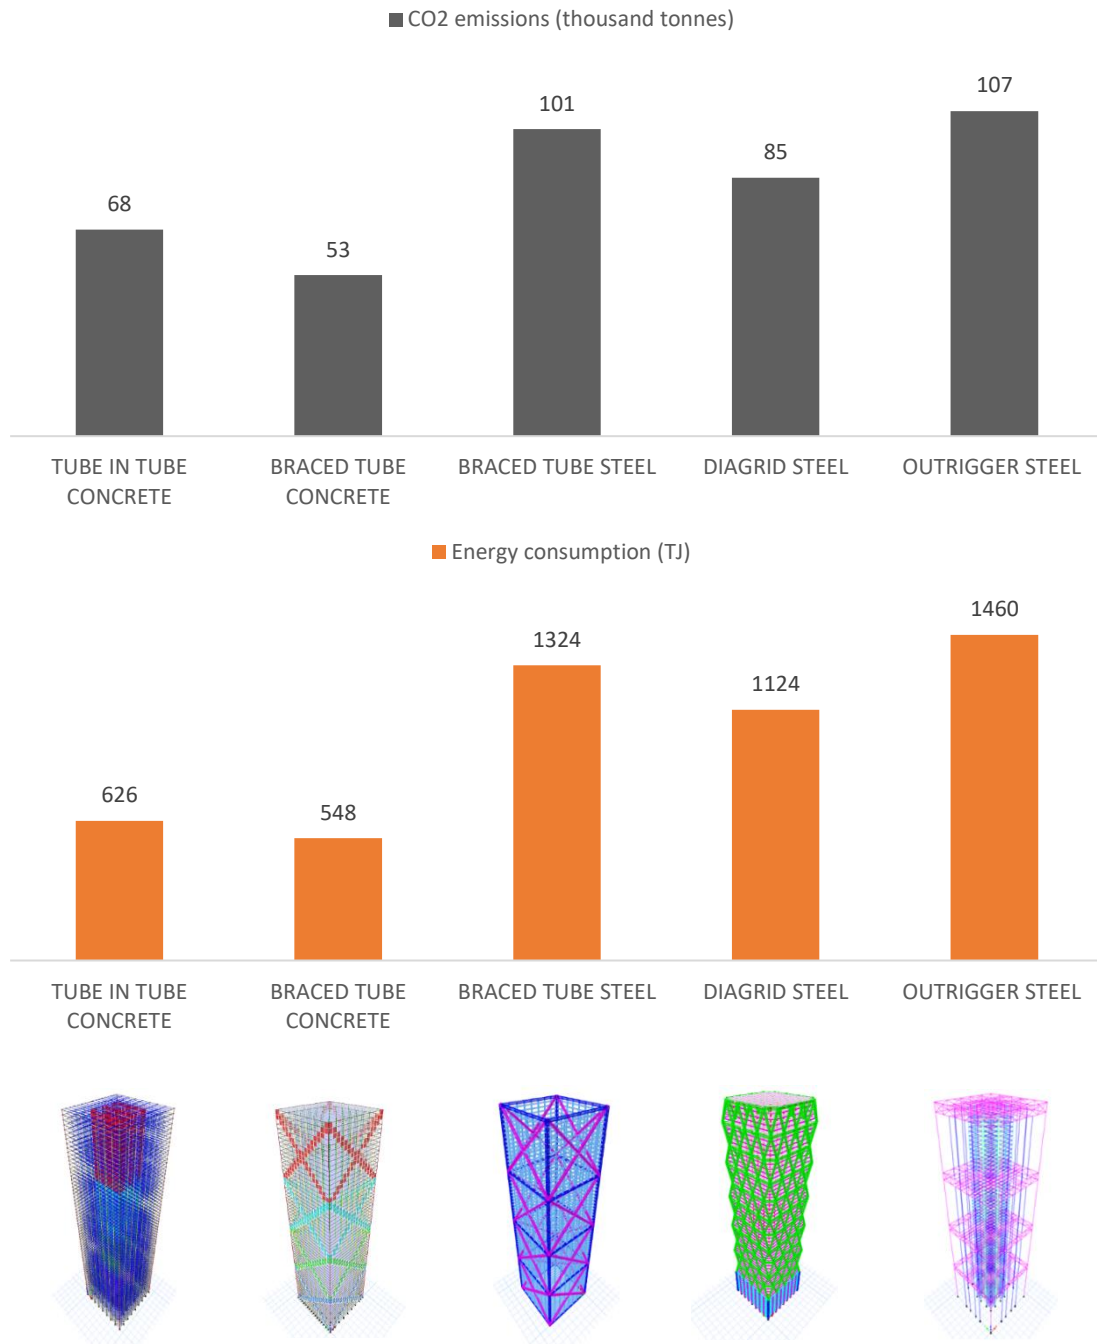 CO2 emissions (thousand tonnes)
107
101
85
68
53
TUBE IN TUBE CONCRETE
BRACED TUBE CONCRETE
BRACED TUBE STEEL
DIAGRID STEEL
OUTRIGGER STEEL
Energy consumption (TJ)
1460
1324
1124
626
548
TUBE IN TUBE CONCRETE
BRACED TUBE CONCRETE
BRACED TUBE STEEL
DIAGRID STEEL
OUTRIGGER STEEL